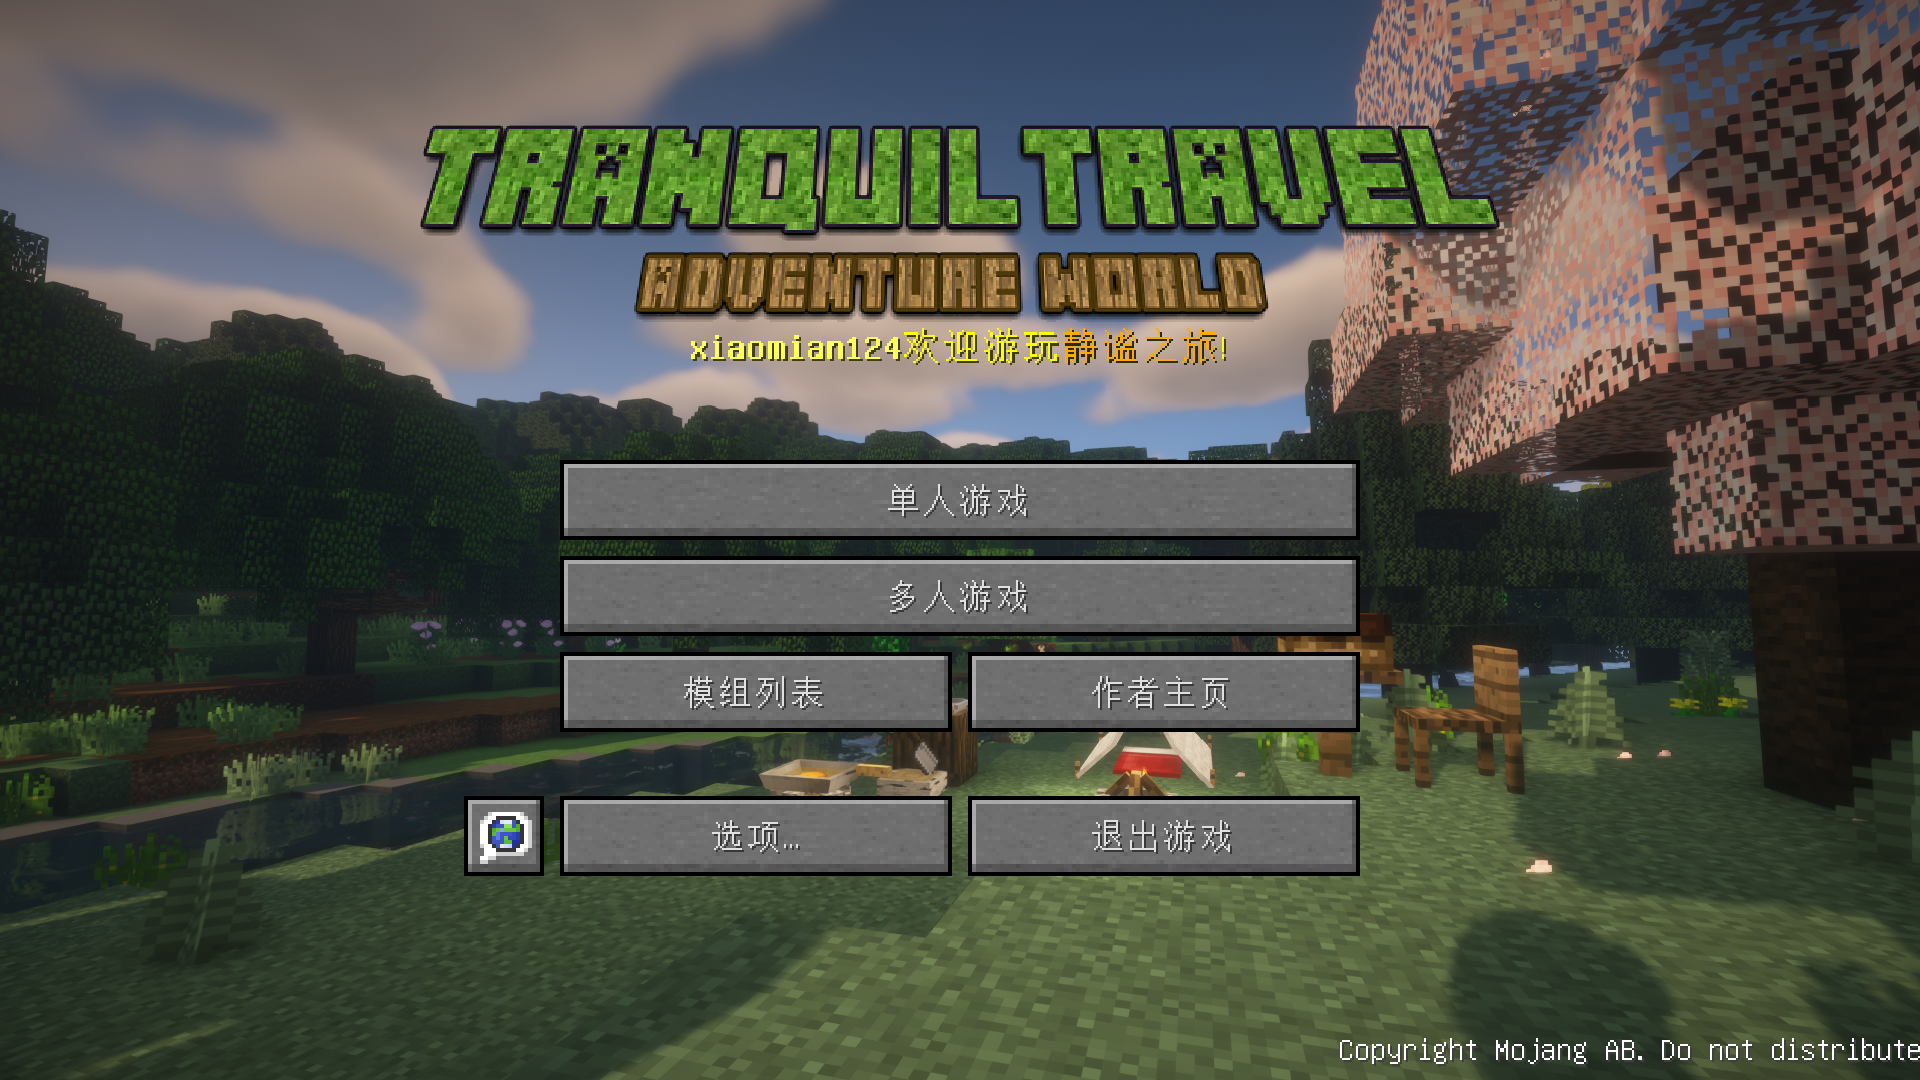 TRANQUIL TRAVEL
ADVENTURE WORLD
xiaomian124欢迎游玩静谧之旅!
单人游戏
多人游戏
模组列表
作者主页
选项...
退出游戏
Copyright Mojang AB. Do not distribute